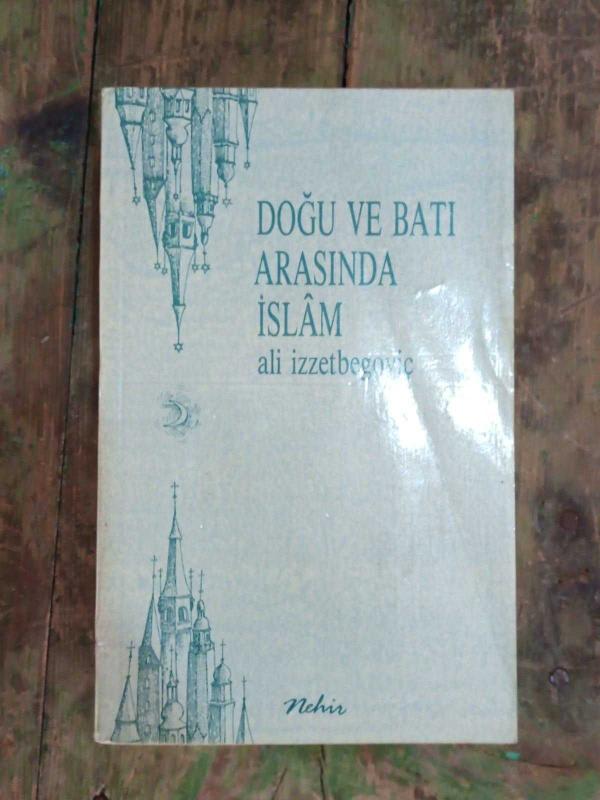 DOĞU VE BATI
ARASINDA
İSLÂM
ali izzetbegoviç
Nehir